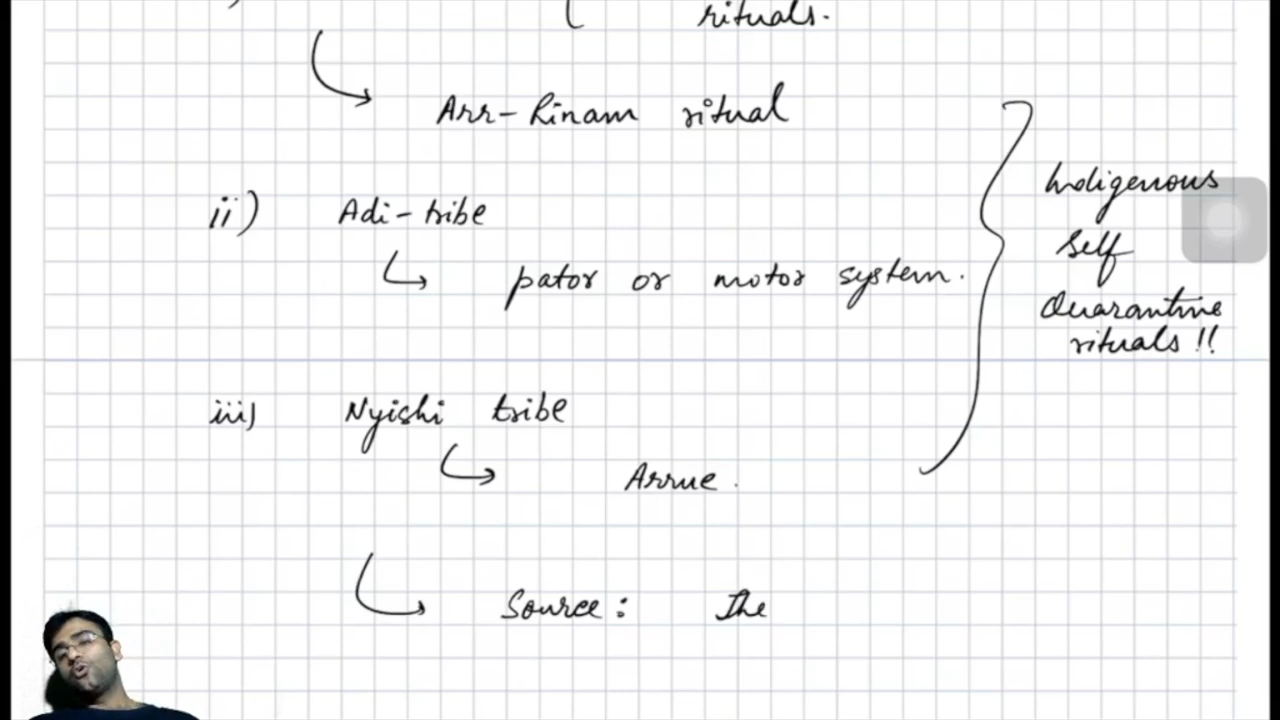 rituals.
Arr-Rinam ritual
ii) Adi-tribe
pator or motor system.
iii) Nyishi tribe
Arrue.
Source: The
Indigenous
Self
Quarantine
rituals!!